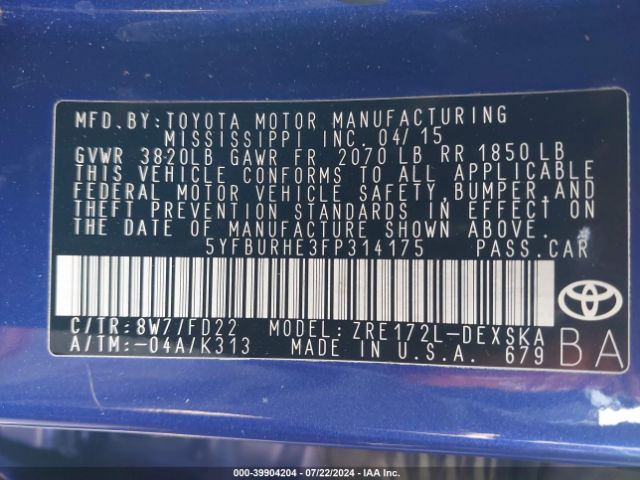 MFD.BY:TOYOTA MOTOR MANUFACTURING
MISSISSIPPI INC. 04/15
GVWR 3820LB GAWR FR 2070 LB RR 1850LB
THIS VEHICLE CONFORMS TO ALL APPLICABLE
FEDERAL MOTOR VEHICLE SAFETY,BUMPER,AND
THEFT PREVENTION STANDARDS IN EFFECT ON
THE DATE OF MANUFACTURE SHOWN ABOVE.
5YFBURHE3FP314175 PASS.CAR
C/TR:8W7/FD22 MODEL: ZRE172L-DEXSKA
A/TM:-04A/K313 MADE IN U.S.A. 679 BA
000-39904204 - 07/22/2024 - IAA Inc.